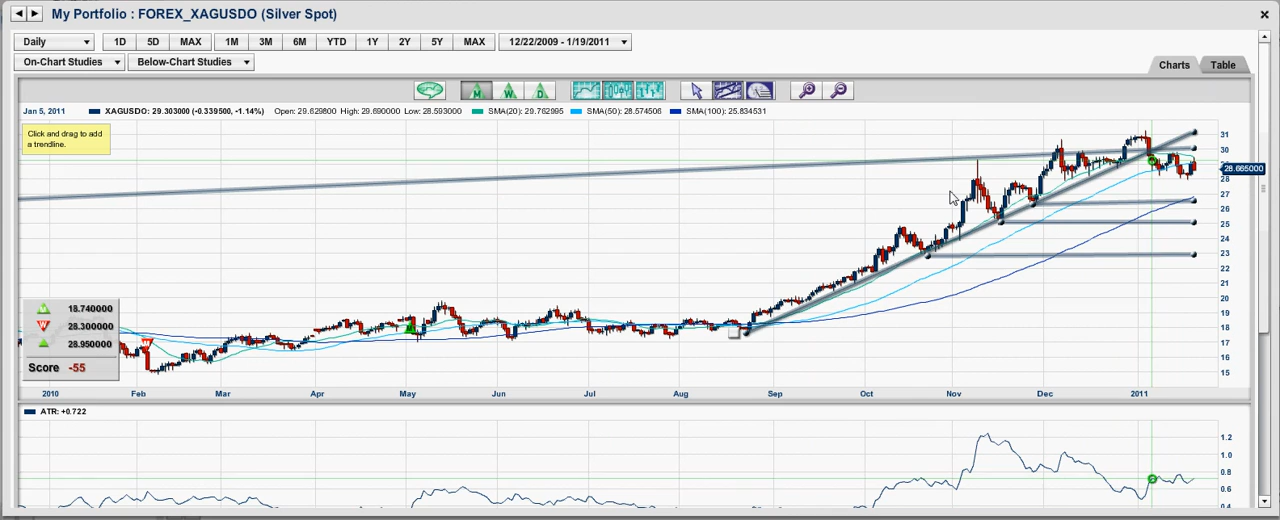 My Portfolio : FOREX_XAGUSDO (Silver Spot)
Daily 1D 5D MAX 1M 3M 6M YTD 1Y 2Y 5Y MAX 12/22/2009 - 1/19/2011
On-Chart Studies Below-Chart Studies Charts Table
M W D
Jan 5, 2011 XAGUSDO: 29.303000 (-0.339500, -1.14%) Open: 29.629800 High: 29.690000 Low: 28.593000 SMA(20): 29.762995 SMA(50): 28.574506 SMA(100): 25.834531
Click and drag to add
a trendline.
31
30
29
28.665000
28
27
26
25
24
23
22
21
20
19
18
17
16
15
18.740000
28.300000
28.950000
Score -55
2010 Feb Mar Apr May Jun Jul Aug Sep Oct Nov Dec 2011
ATR: +0.722
1.2
1.0
0.8
0.6
0.4